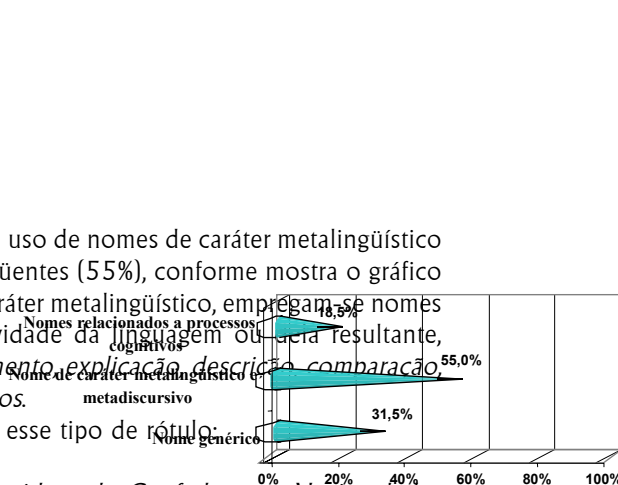 uso de nomes de caráter metalingüístico
üentes (55%), conforme mostra o gráfico
ráter metalingüístico, empregam-se nomes
vidade da linguagem ou dela resultante,
mento, explicação, descrição, comparação,
os.
esse tipo de rótulo:
18,5%
Nomes relacionados a processos
cognitivos
55,0%
Nome de caráter metalingüístico e
metadiscursivo
31,5%
Nome genérico
0% 20% 40% 60% 80% 100%